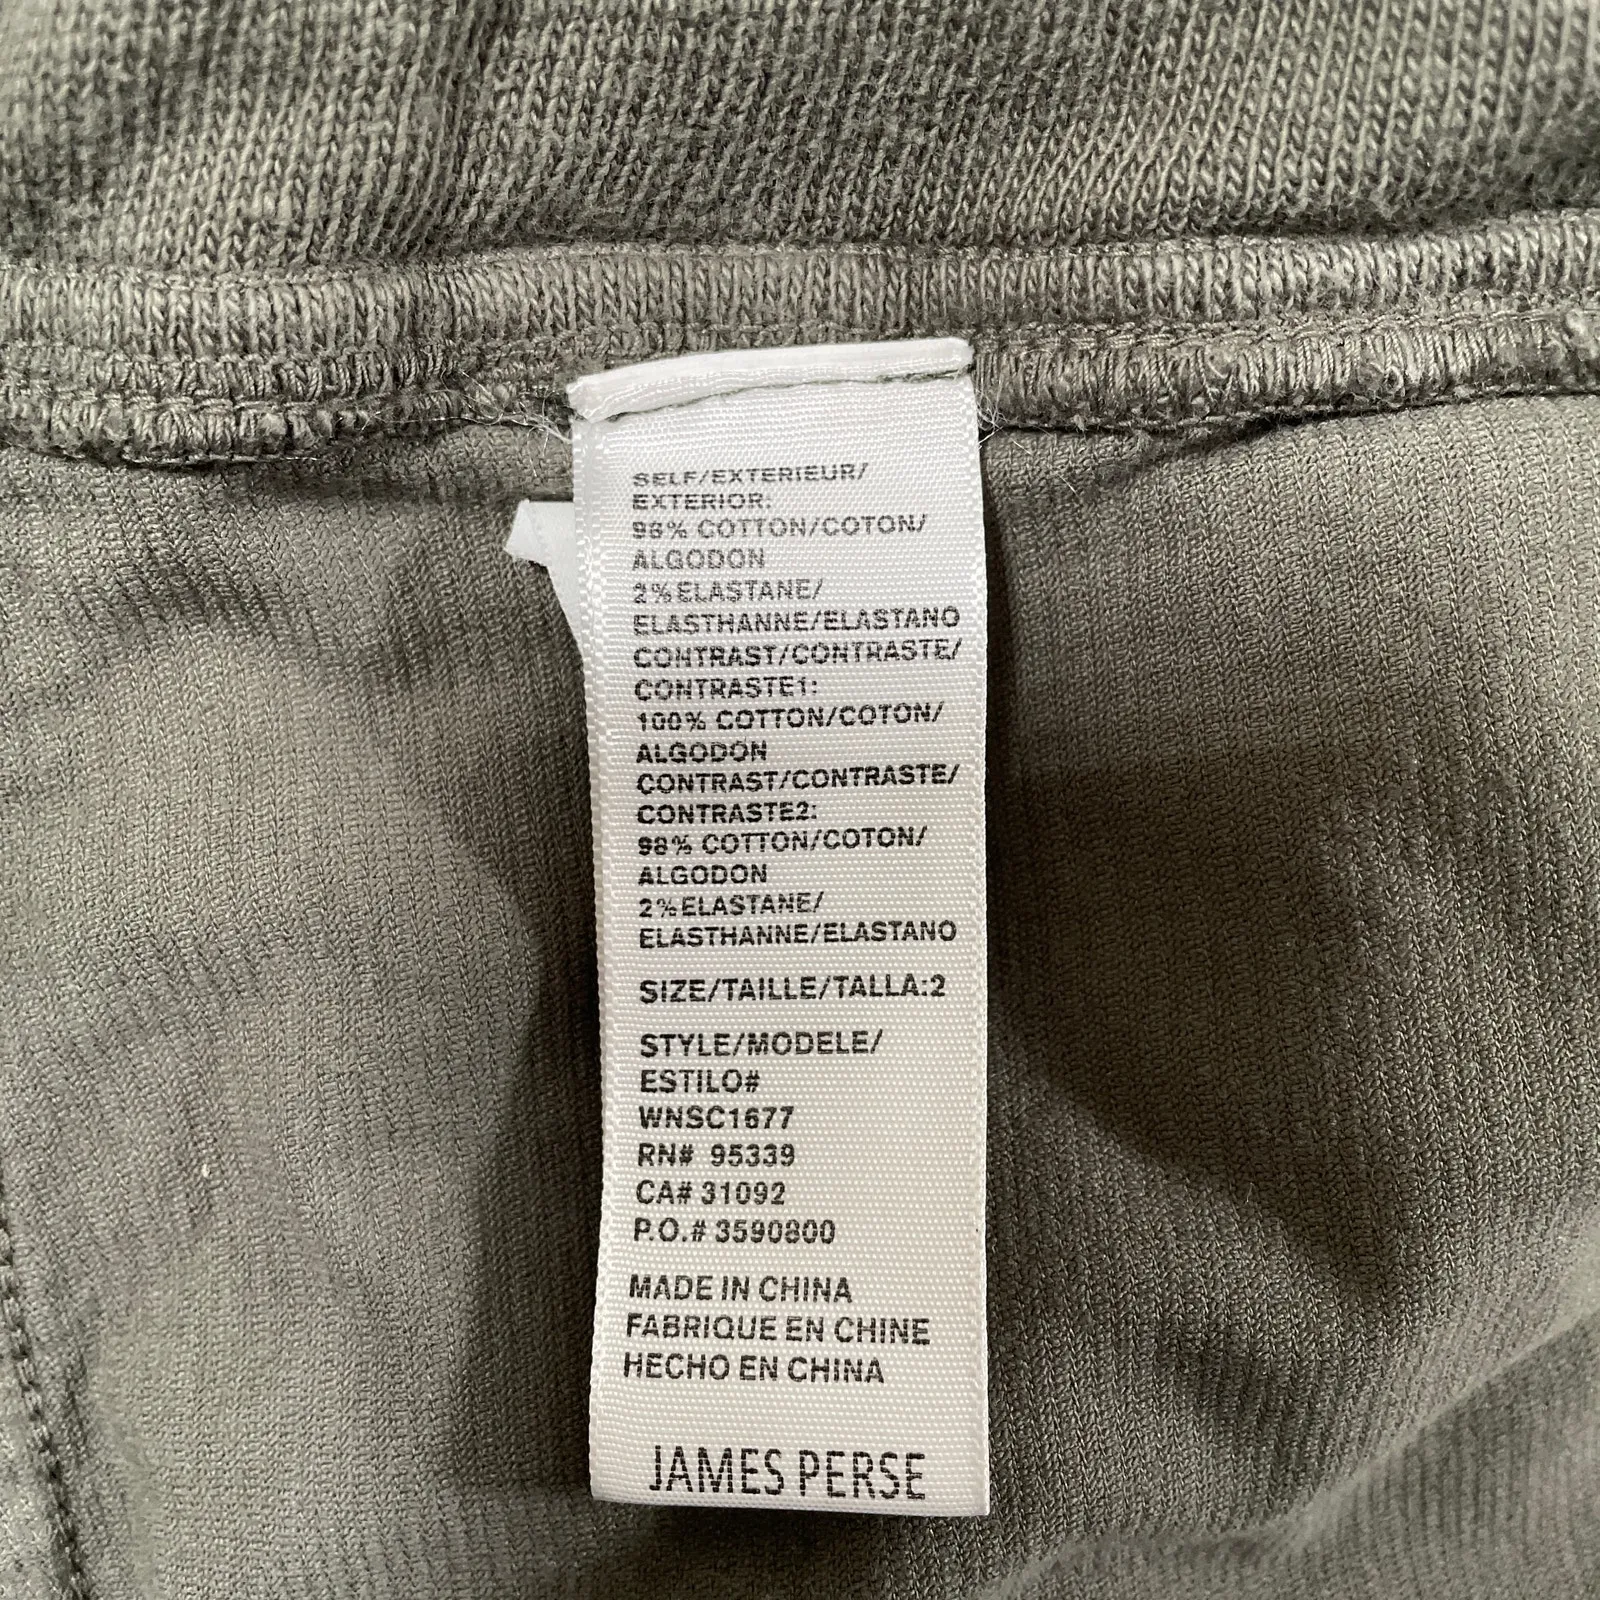 SELF/EXTERIEUR/
EXTERIOR:
98% COTTON/COTON/
ALGODON
2% ELASTANE/
ELASTHANNE/ELASTANO
CONTRAST/CONTRASTE/
CONTRASTE1:
100% COTTON/COTON/
ALGODON
CONTRAST/CONTRASTE/
CONTRASTE2:
98% COTTON/COTON/
ALGODON
2% ELASTANE/
ELASTHANNE/ELASTANO
SIZE/TAILLE/TALLA:2
STYLE/MODELE/
ESTILO#
WNSC1677
RN# 95339
CA# 31092
P.O.# 3590800
MADE IN CHINA
FABRIQUE EN CHINE
HECHO EN CHINA
JAMES PERSE